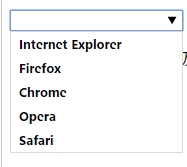 Internet Explorer
Firefox
Chrome
Opera
Safari